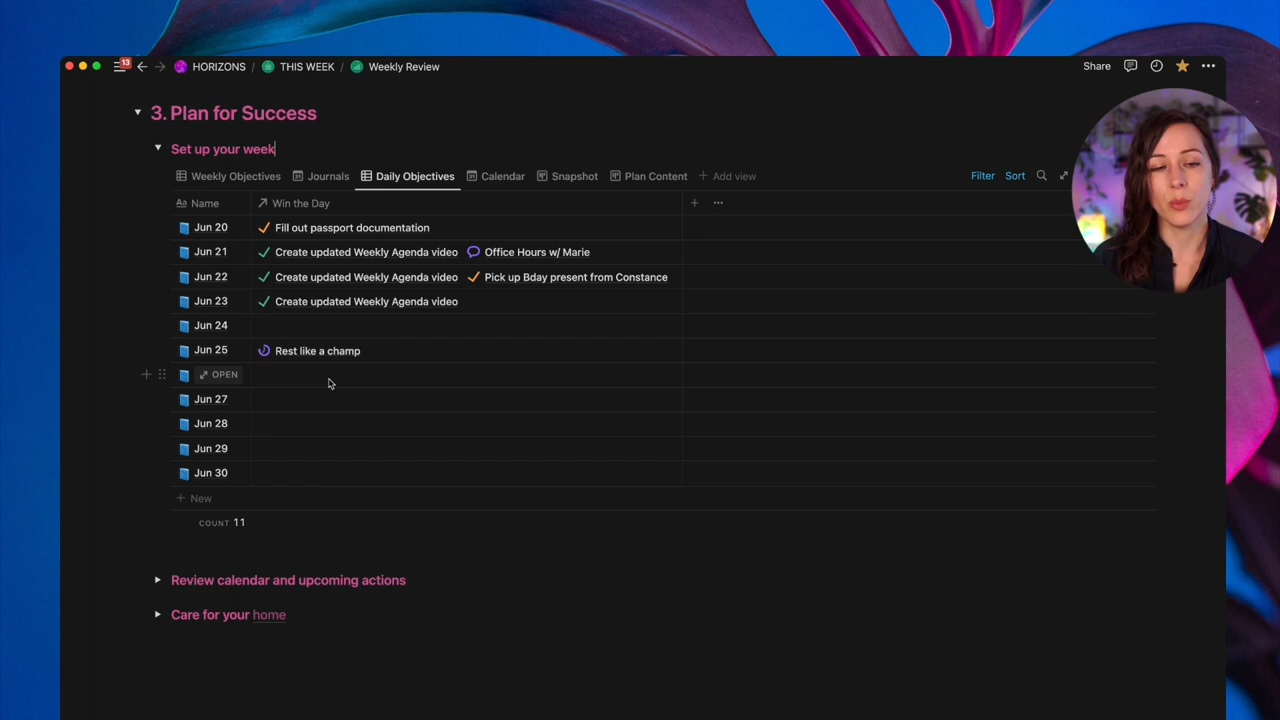 13
HORIZONS / THIS WEEK / Weekly Review
Share
3. Plan for Success
Set up your week
Weekly Objectives Journals Daily Objectives Calendar Snapshot Plan Content + Add view
Filter Sort
Aa Name Win the Day
Jun 20 Fill out passport documentation
Jun 21 Create updated Weekly Agenda video Office Hours w/ Marie
Jun 22 Create updated Weekly Agenda video Pick up Bday present from Constance
Jun 23 Create updated Weekly Agenda video
Jun 24
Jun 25 Rest like a champ
OPEN
Jun 27
Jun 28
Jun 29
Jun 30
+ New
COUNT 11
Review calendar and upcoming actions
Care for your home